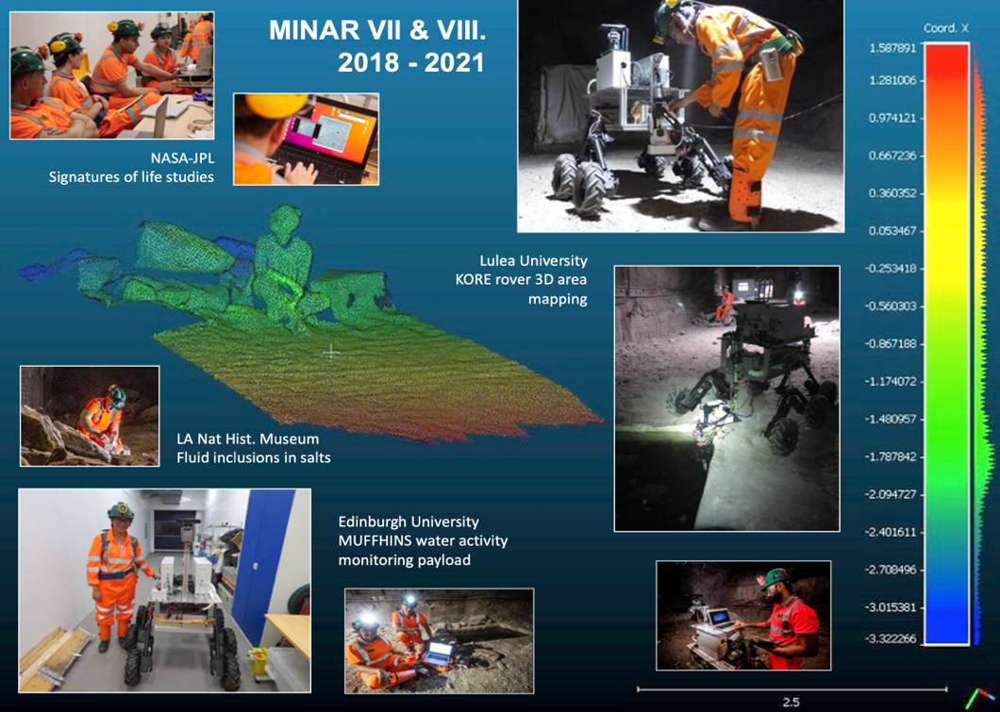 MINAR VII & VIII.
2018 - 2021
NASA-JPL
Signatures of life studies
Lulea University
KORE rover 3D area
mapping
LA Nat Hist. Museum
Fluid inclusions in salts
Edinburgh University
MUFFHINS water activity
monitoring payload
Coord. X
1.587891
1.281006
0.974121
0.667236
0.360352
0.053467
-0.253418
-0.560303
-0.867188
-1.174072
-1.480957
-1.787842
-2.094727
-2.401611
-2.708496
-3.015381
-3.322266
2.5